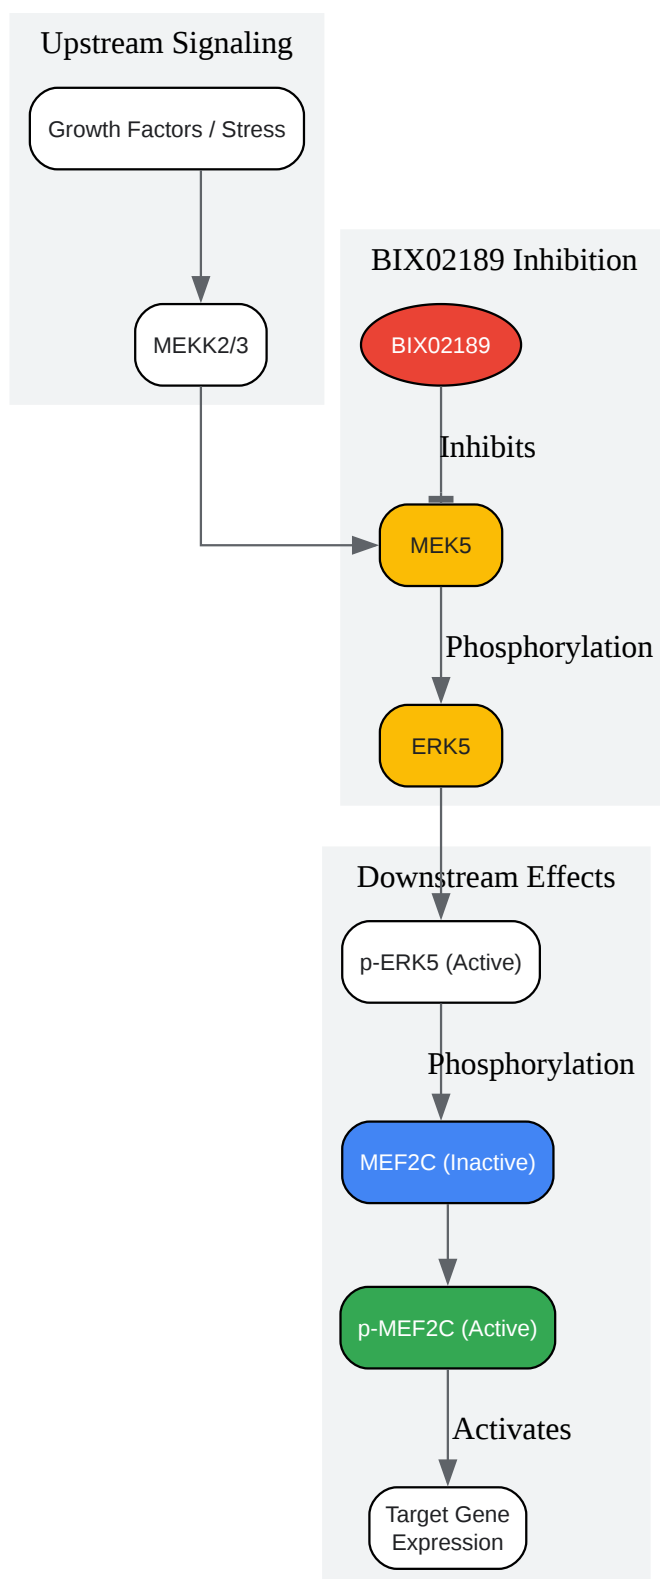 Upstream Signaling
Growth Factors / Stress
MEKK2/3
BIX02189 Inhibition
BIX02189
Inhibits
MEK5
Phosphorylation
ERK5
Downstream Effects
p-ERK5 (Active)
Phosphorylation
MEF2C (Inactive)
p-MEF2C (Active)
Activates
Target Gene
Expression